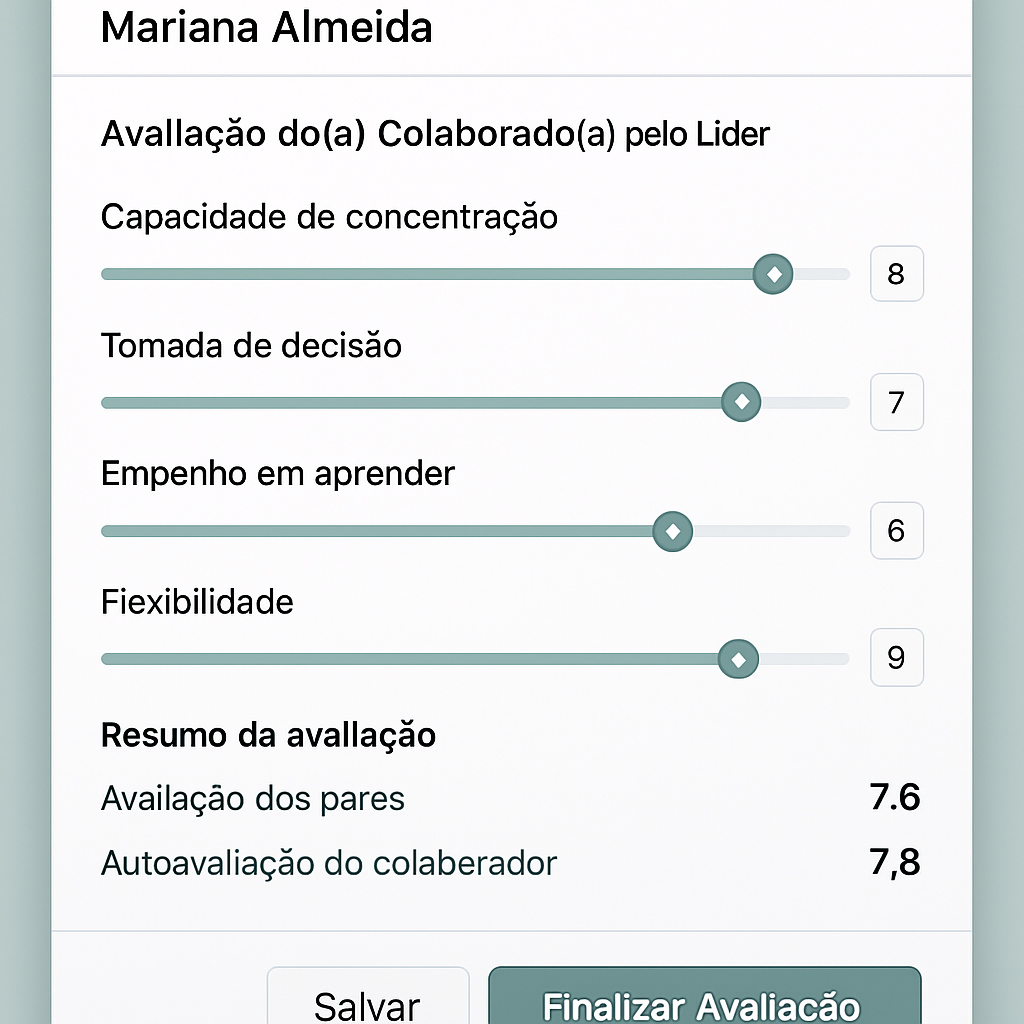 Mariana Almeida
Avallação do(a) Colaborado(a) pelo Lider
Capacidade de concentração
8
Tomada de decisão
7
Empenho em aprender
6
Fiexibilidade
9
Resumo da avallação
Availação dos pares 7.6
Autoavaliação do colaberador 7,8
Salvar Finalizar Avaliacăo